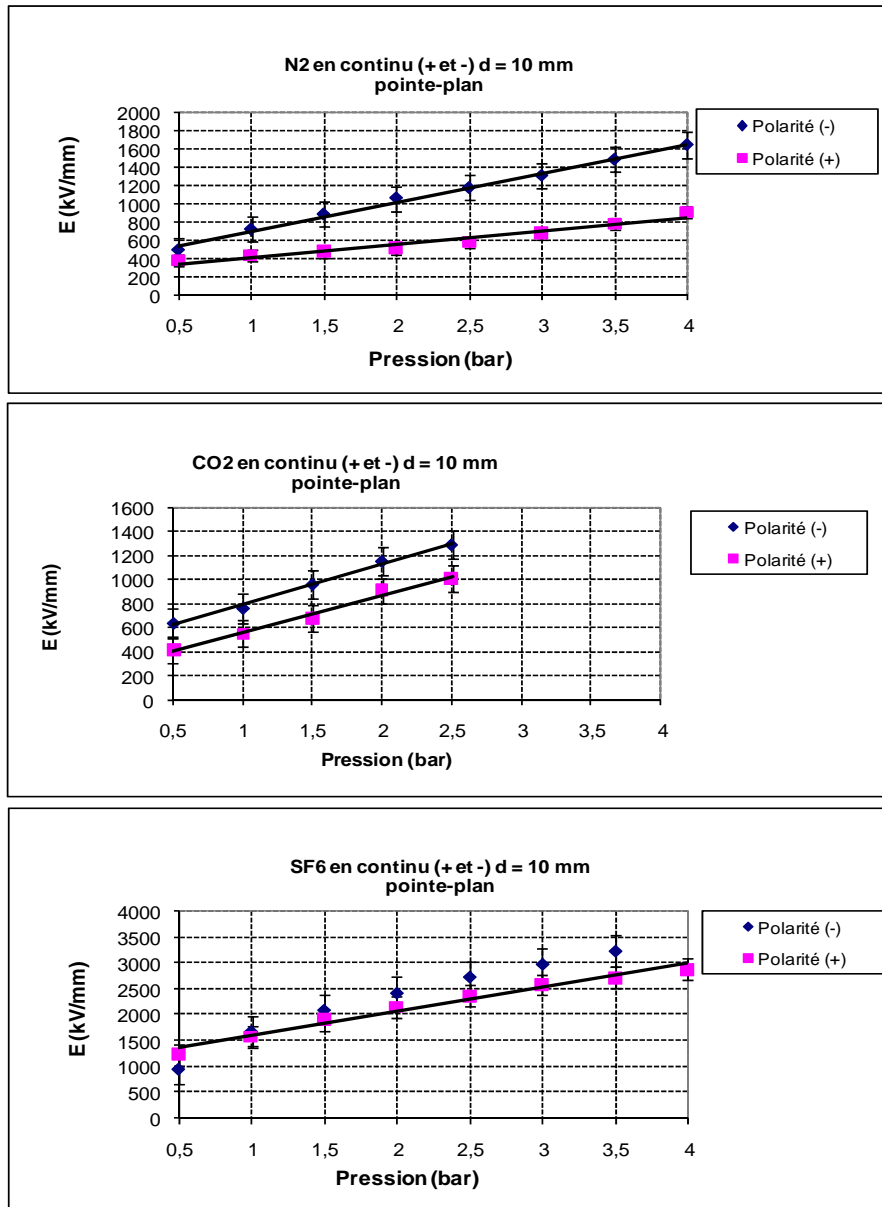 N2 en continu (+ et -) d = 10 mm
pointe-plan
E (kV/mm)
2000
1800
1600
1400
1200
1000
800
600
400
200
0
0,5 1 1,5 2 2,5 3 3,5 4
Pression (bar)
Polarité (-)
Polarité (+)
CO2 en continu (+ et -) d = 10 mm
pointe-plan
E (kV/mm)
1600
1400
1200
1000
800
600
400
200
0
0,5 1 1,5 2 2,5 3 3,5 4
Pression (bar)
Polarité (-)
Polarité (+)
SF6 en continu (+ et -) d = 10 mm
pointe-plan
E (kV/mm)
4000
3500
3000
2500
2000
1500
1000
500
0
0,5 1 1,5 2 2,5 3 3,5 4
Pression (bar)
Polarité (-)
Polarité (+)